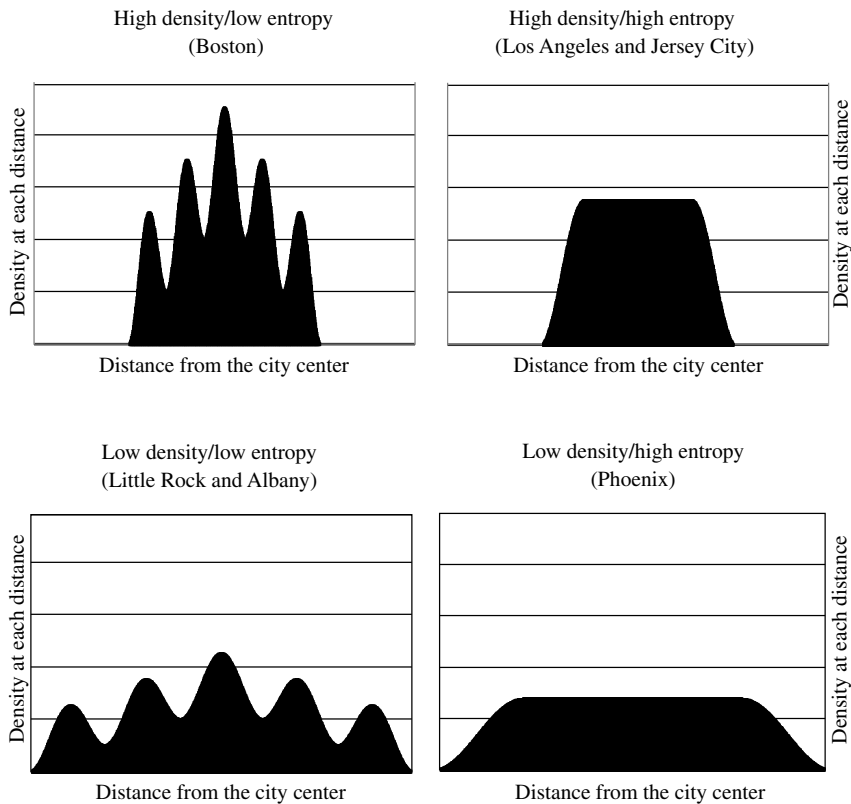 High density/low entropy
(Boston)
Density at each distance
Distance from the city center
High density/high entropy
(Los Angeles and Jersey City)
Density at each distance
Distance from the city center
Low density/low entropy
(Little Rock and Albany)
Density at each distance
Distance from the city center
Low density/high entropy
(Phoenix)
Density at each distance
Distance from the city center